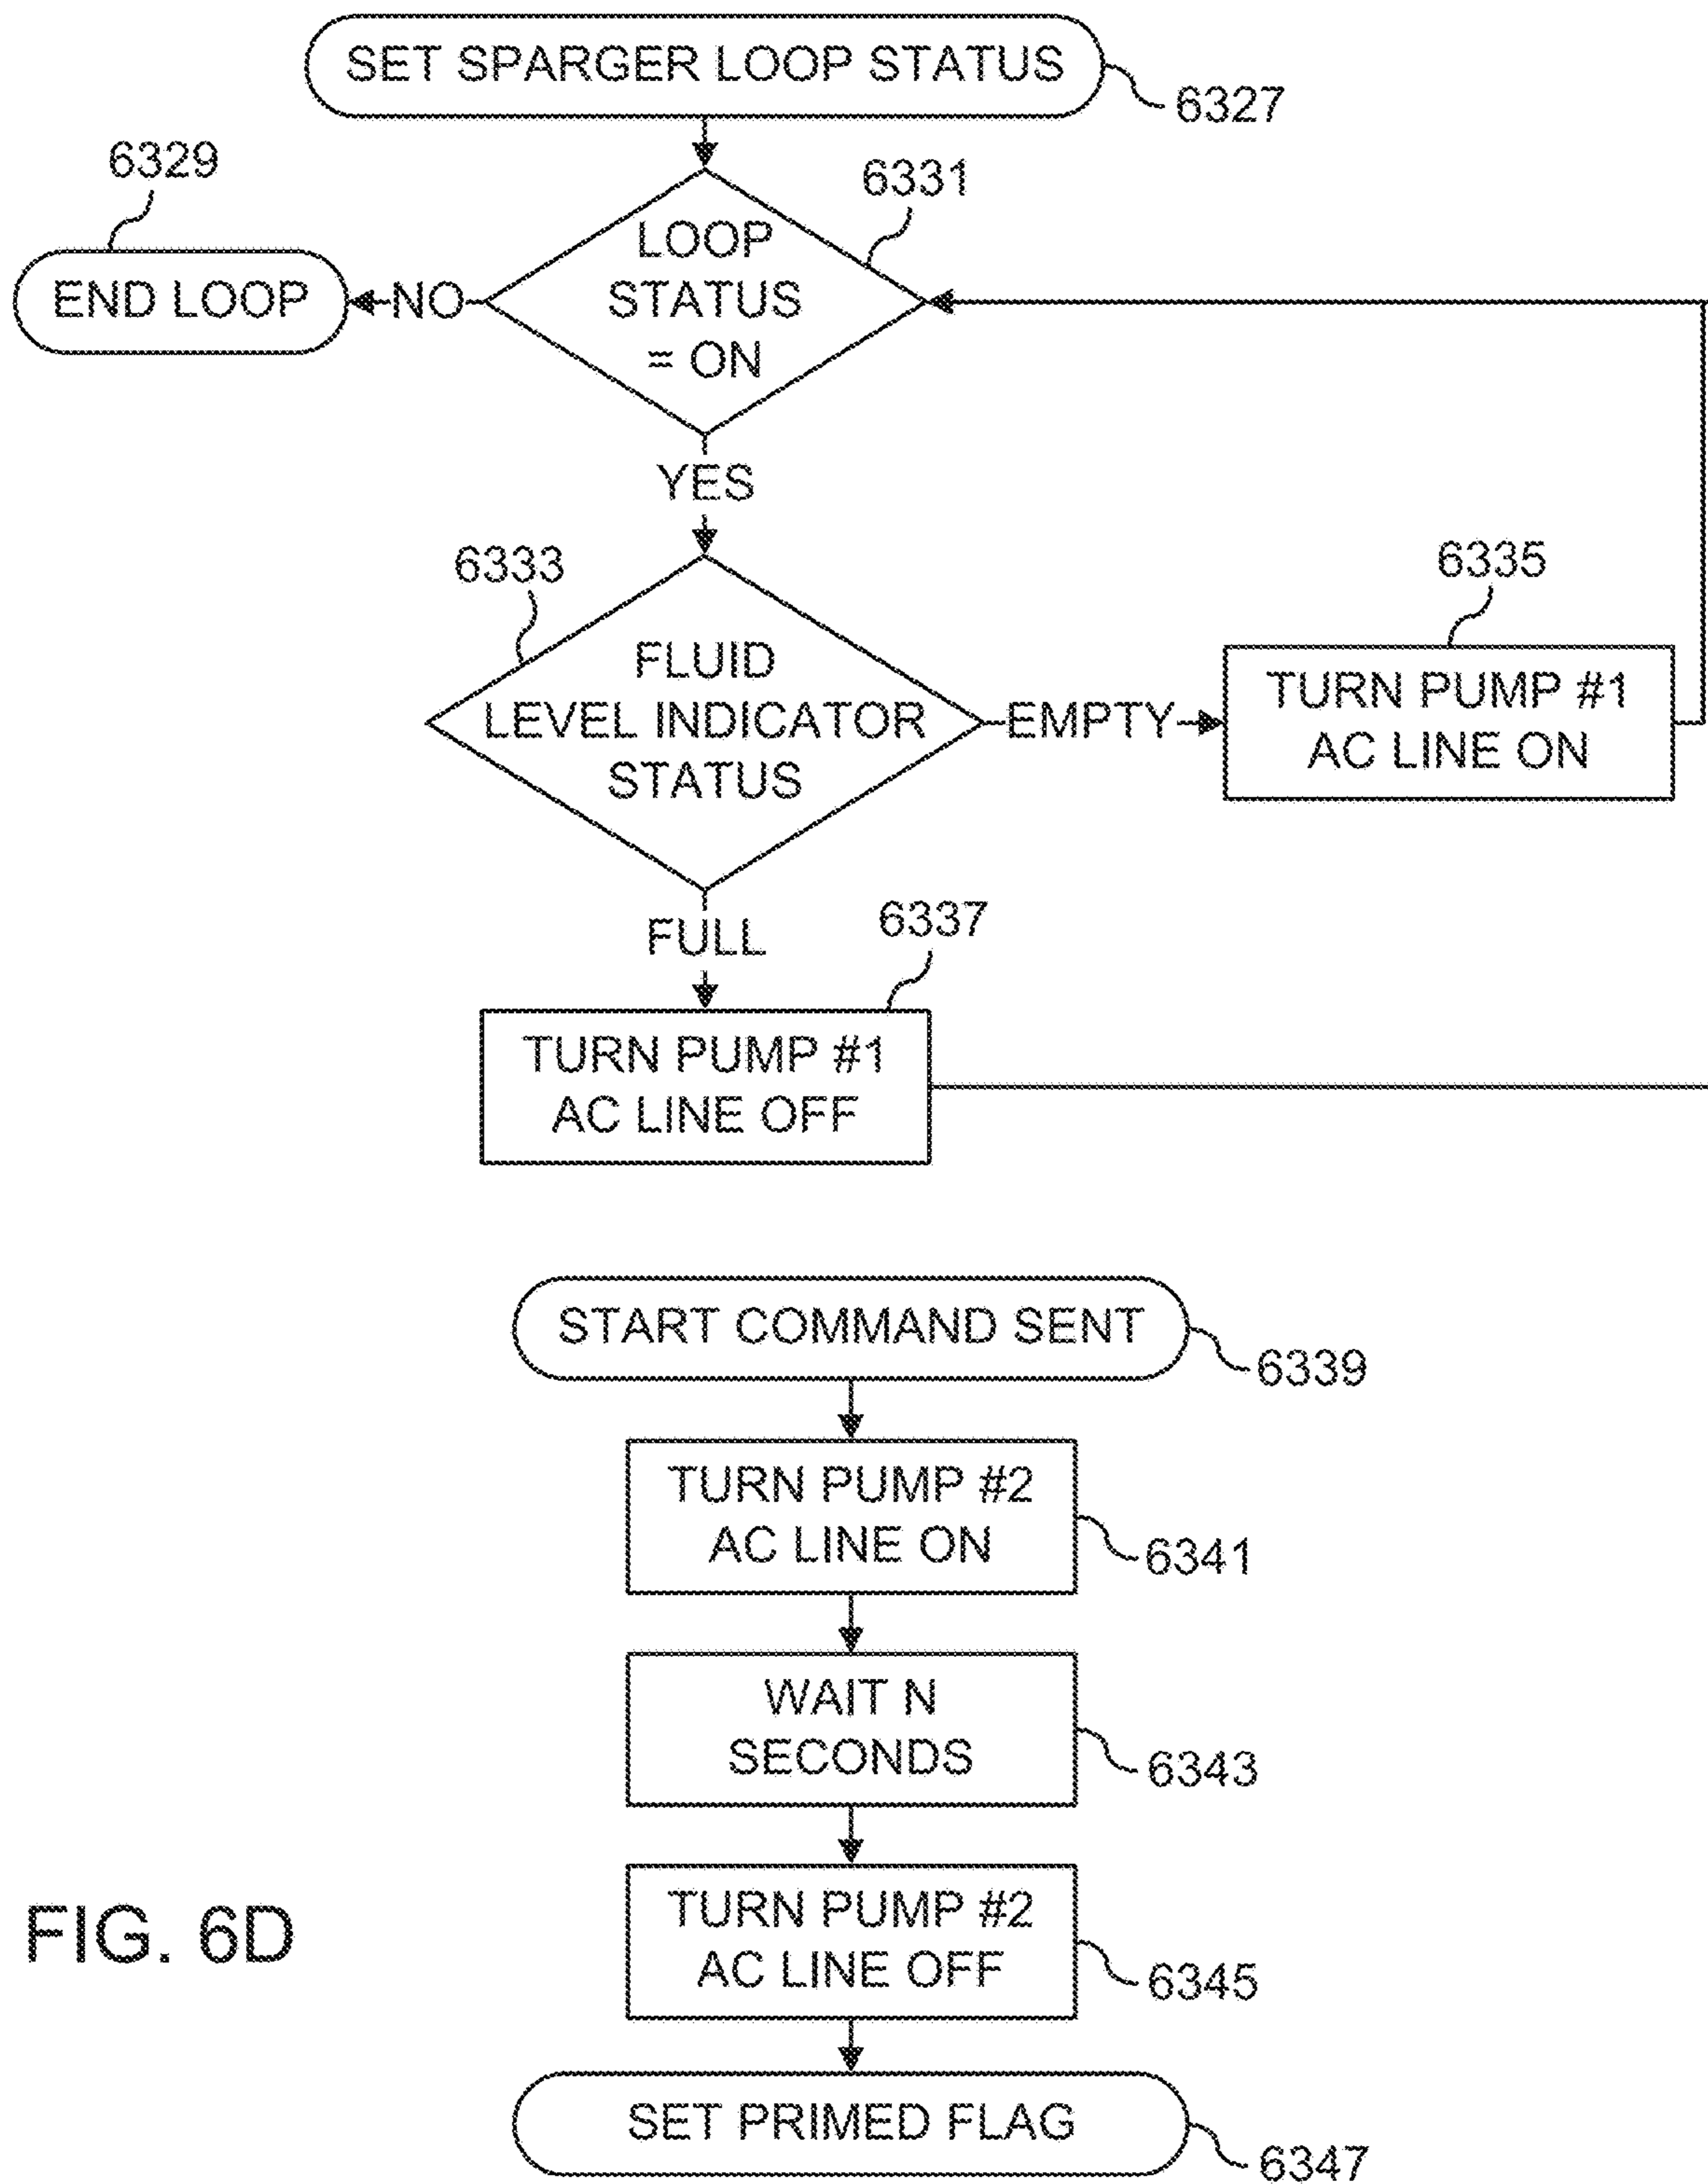 SET SPARGER LOOP STATUS
6327
6329
6331
LOOP
STATUS
= ON
END LOOP
NO
YES
6333
6335
FLUID
LEVEL INDICATOR
STATUS
EMPTY
TURN PUMP #1
AC LINE ON
FULL
6337
TURN PUMP #1
AC LINE OFF
START COMMAND SENT
6339
TURN PUMP #2
AC LINE ON
6341
WAIT N
SECONDS
6343
TURN PUMP #2
AC LINE OFF
6345
FIG. 6D
SET PRIMED FLAG
6347